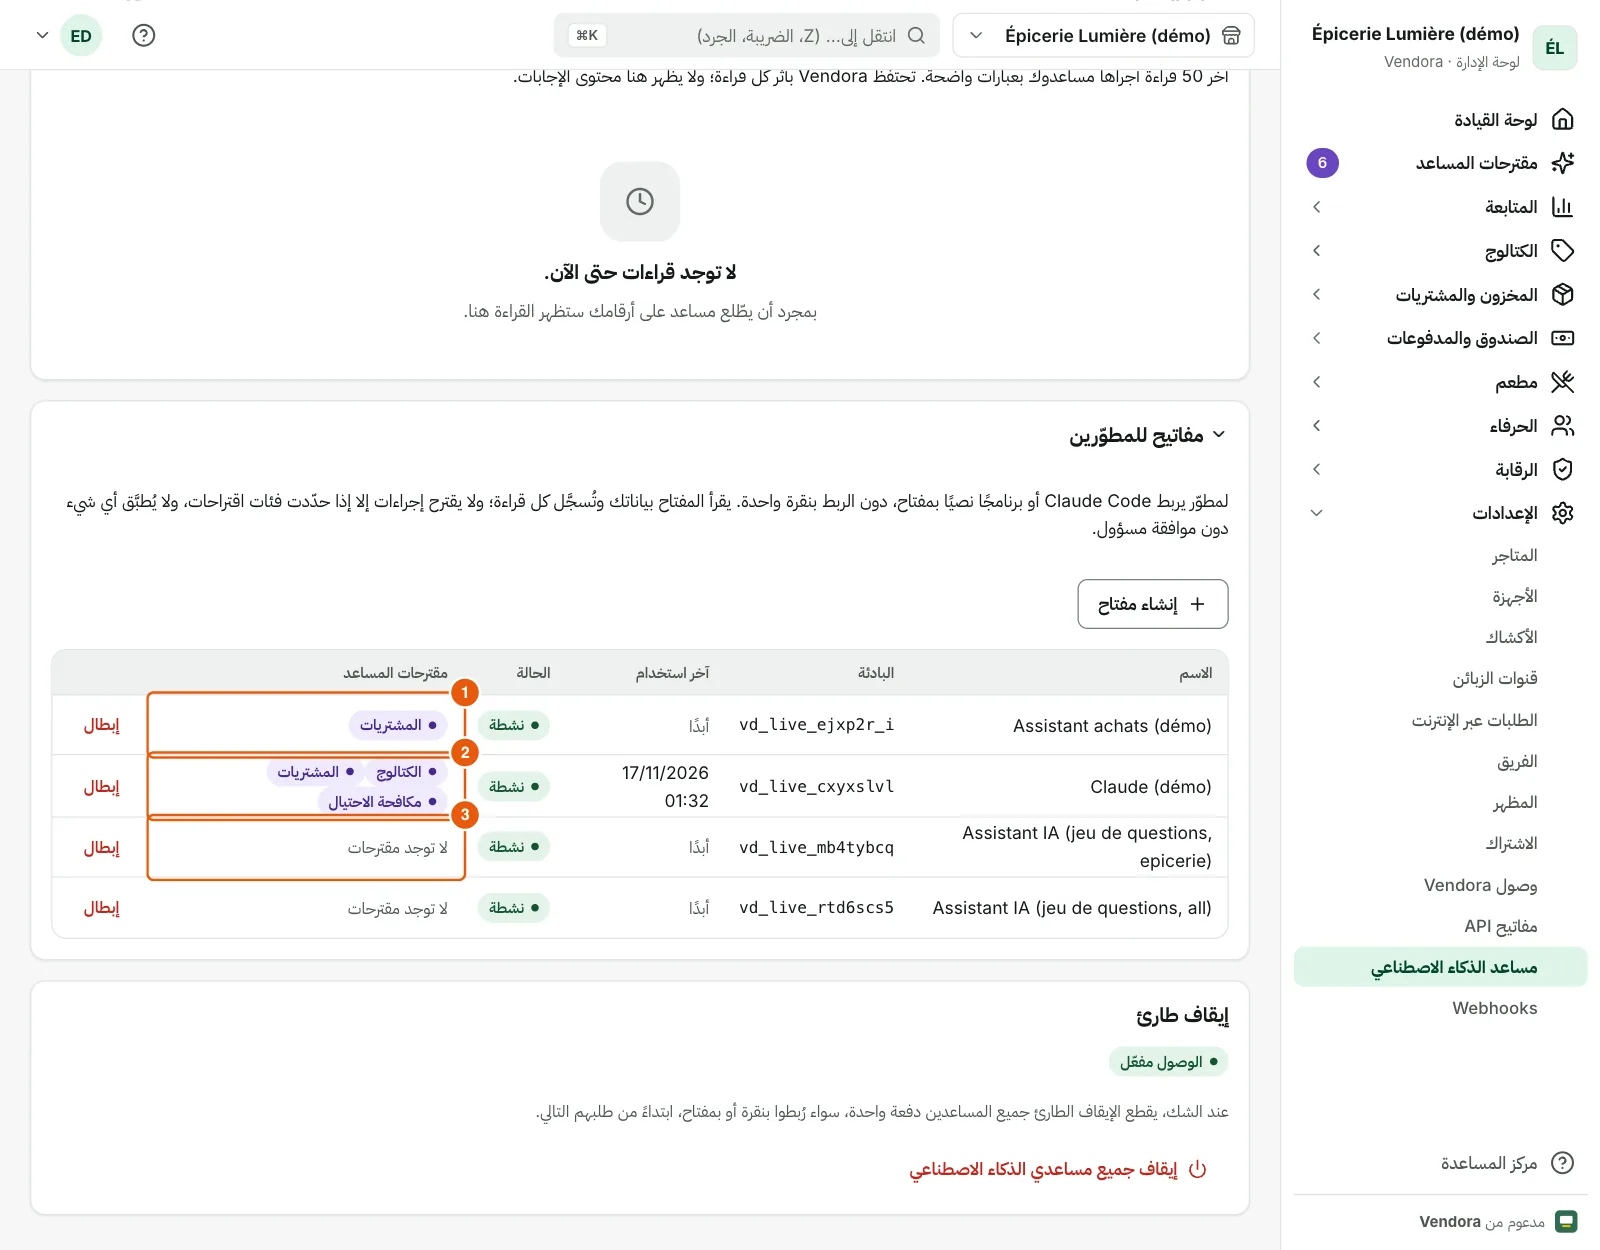 Épicerie Lumière (démo)
لوحة الإدارة · Vendora
ÉL
لوحة القيادة
مقترحات المساعد
6
المتابعة
الكتالوج
المخزون والمشتريات
الصندوق والمدفوعات
مطعم
الحرفاء
الرقابة
الإعدادات
المتاجر
الأجهزة
الأكشاك
قنوات الزبائن
الطلبات عبر الإنترنت
الفريق
المظهر
الاشتراك
وصول Vendora
مفاتيح API
مساعد الذكاء الاصطناعي
Webhooks
مركز المساعدة
مدعوم من Vendora
Épicerie Lumière (démo)
انتقل إلى... (Z، الضريبة، الجرد)
⌘K
ED
آخر 50 قراءة أجراها مساعدوك بعبارات واضحة. تحتفظ Vendora بأثر كل قراءة؛ ولا يظهر هنا محتوى الإجابات.
لا توجد قراءات حتى الآن.
بمجرد أن يطّلع مساعد على أرقامك ستظهر القراءة هنا.
مفاتيح للمطوّرين
لمطوّر يربط Claude Code أو برنامجًا نصيًا بمفتاح، دون الربط بنقرة واحدة. يقرأ المفتاح بياناتك وتُسجَّل كل قراءة؛ ولا يقترح إجراءات إلا إذا حدّدت فئات اقتراحات، ولا يُطبَّق أي شيء
دون موافقة مسؤول.
إنشاء مفتاح
الاسم
البادئة
آخر استخدام
الحالة
مقترحات المساعد
Assistant achats (démo)
vd_live_ejxp2r_i
أبدًا
نشطة
1
المشتريات
إبطال
Claude (démo)
vd_live_cxyxslvl
17/11/2026
01:32
نشطة
2
الكتالوج
المشتريات
مكافحة الاحتيال
إبطال
Assistant IA (jeu de questions,
epicerie)
vd_live_mb4tybcq
أبدًا
نشطة
3
لا توجد مقترحات
إبطال
Assistant IA (jeu de questions, all)
vd_live_rtd6scs5
أبدًا
نشطة
لا توجد مقترحات
إبطال
إيقاف طارئ
الوصول مفعّل
عند الشك، يقطع الإيقاف الطارئ جميع المساعدين دفعة واحدة، سواء رُبطوا بنقرة أو بمفتاح، ابتداءً من طلبهم التالي.
إيقاف جميع مساعدي الذكاء الاصطناعي